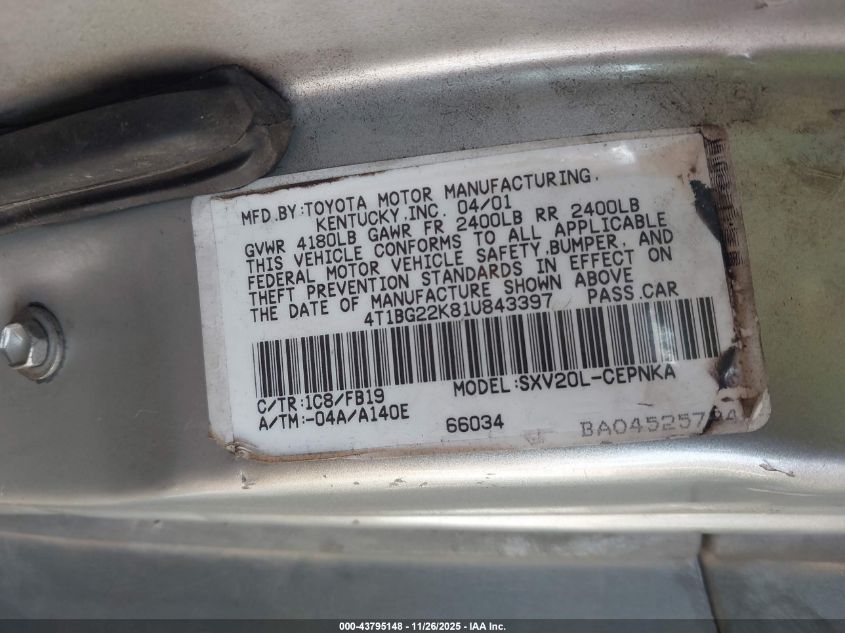 MFD.BY:TOYOTA MOTOR MANUFACTURING,
KENTUCKY,INC. 04/01
GVWR 4180LB GAWR FR 2400LB RR 2400LB
THIS VEHICLE CONFORMS TO ALL APPLICABLE
FEDERAL MOTOR VEHICLE SAFETY,BUMPER, AND
THEFT PREVENTION STANDARDS IN EFFECT ON
THE DATE OF MANUFACTURE SHOWN ABOVE
4T1BG22K81U843397 PASS.CAR
C/TR:1C8/FB19 MODEL:SXV20L-CEPNKA
A/TM:-04A/A140E 66034
000-43795148 - 11/26/2025 - IAA Inc.